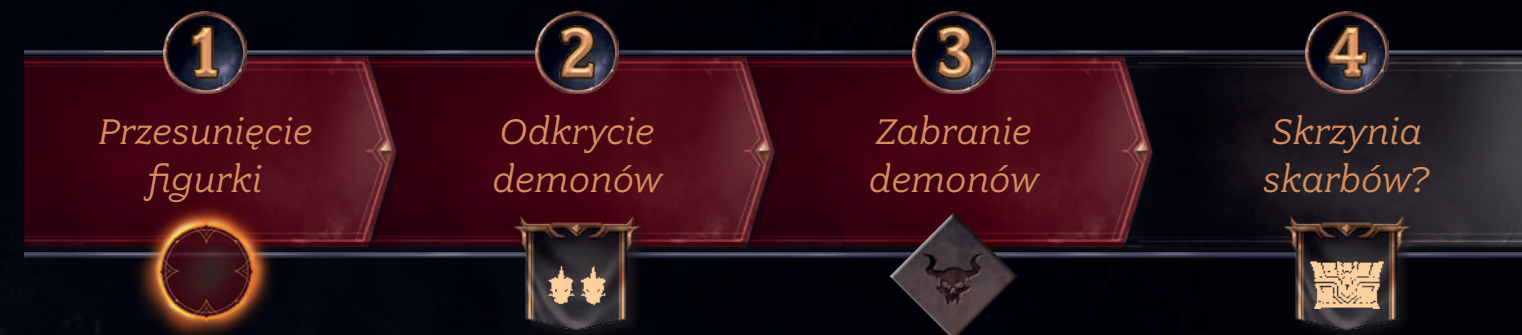 1
Przesunięcie
figurki
2
Odkrycie
demonów
3
Zabranie
demonów
4
Skrzynia
skarbów?